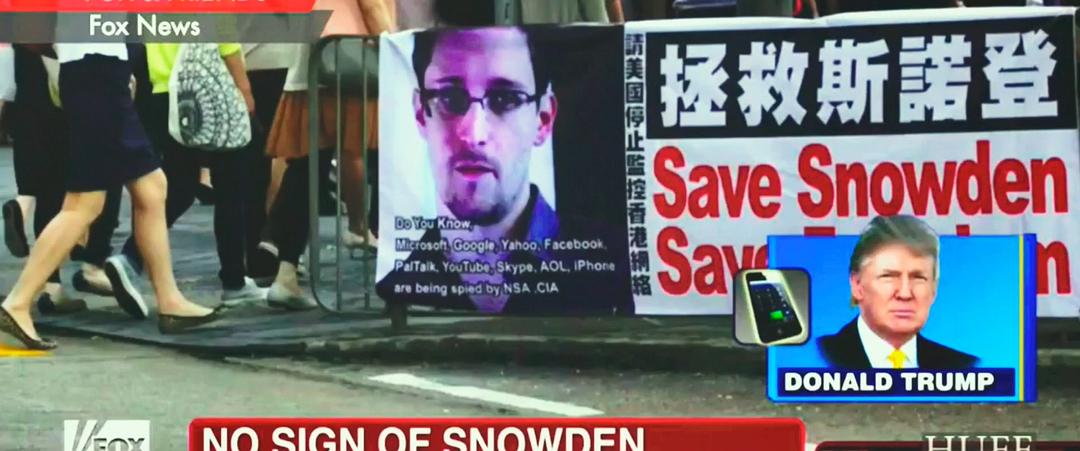 Fox News
請美國停止監控香港網絡
拯救斯諾登
Save Snowden
Do You Know,
Microsoft, Google, Yahoo, Facebook,
PalTalk, YouTube, Skype, AOL, iPhone
are being spied by NSA ,CIA
DONALD TRUMP
FOX
NO SIGN OF SNOWDEN